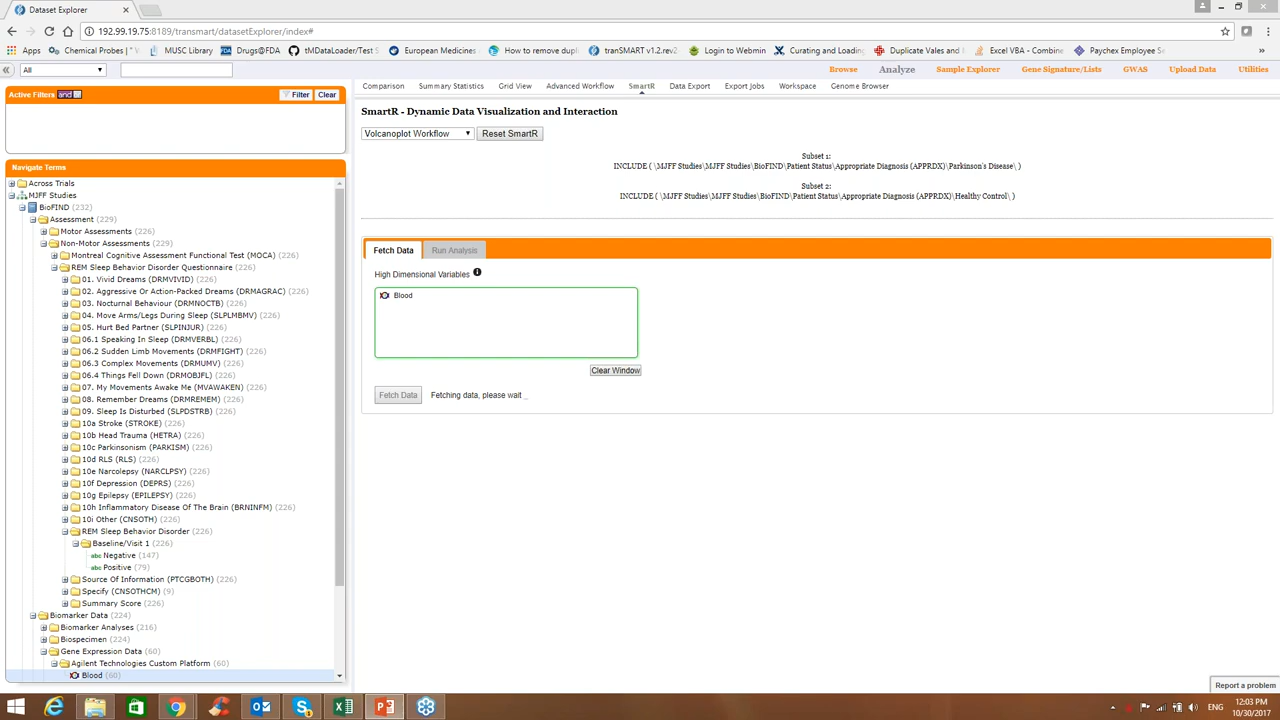 Dataset Explorer
192.99.19.75:8189/transmart/datasetExplorer/index#
Apps Chemical Probes | " MUSC Library Drugs@FDA tMDataLoader/Test S European Medicines How to remove dupli tranSMART v1.2.rev2 Login to Webmin Curating and Loading Duplicate Vales and Excel VBA - Combine Paychex Employee Se
All Browse Analyze Sample Explorer Gene Signature/Lists GWAS Upload Data Utilities
Active Filters and Filter Clear
Comparison Summary Statistics Grid View Advanced Workflow SmartR Data Export Export Jobs Workspace Genome Browser
SmartR - Dynamic Data Visualization and Interaction
Volcanoplot Workflow Reset SmartR
Subset 1:
INCLUDE ( \MJFF Studies\MJFF Studies\BioFIND\Patient Status\Appropriate Diagnosis (APPRDX)\Parkinson's Disease\ )
Subset 2:
INCLUDE ( \MJFF Studies\MJFF Studies\BioFIND\Patient Status\Appropriate Diagnosis (APPRDX)\Healthy Control\ )
Fetch Data Run Analysis
High Dimensional Variables
Blood
Clear Window
Fetch Data Fetching data, please wait _
Navigate Terms
Across Trials
MJFF Studies
BioFIND (232)
Assessment (229)
Motor Assessments (226)
Non-Motor Assessments (229)
Montreal Cognitive Assessment Functional Test (MOCA) (226)
REM Sleep Behavior Disorder Questionnaire (226)
01. Vivid Dreams (DRMVIVID) (226)
02. Aggressive Or Action-Packed Dreams (DRMAGRAC) (226)
03. Nocturnal Behaviour (DRMNOCTB) (226)
04. Move Arms/Legs During Sleep (SLPLMBMV) (226)
05. Hurt Bed Partner (SLPINJUR) (226)
06.1 Speaking In Sleep (DRMVERBL) (226)
06.2 Sudden Limb Movements (DRMFIGHT) (226)
06.3 Complex Movements (DRMUMV) (226)
06.4 Things Fell Down (DRMOBJFL) (226)
07. My Movements Awake Me (MVAWAKEN) (226)
08. Remember Dreams (DRMREMEM) (226)
09. Sleep Is Disturbed (SLPDSTRB) (226)
10a Stroke (STROKE) (226)
10b Head Trauma (HETRA) (226)
10c Parkinsonism (PARKISM) (226)
10d RLS (RLS) (226)
10e Narcolepsy (NARCLPSY) (226)
10f Depression (DEPRS) (226)
10g Epilepsy (EPILEPSY) (226)
10h Inflammatory Disease Of The Brain (BRNINFM) (226)
10i Other (CNSOTH) (226)
REM Sleep Behavior Disorder (226)
Baseline/Visit 1 (226)
abc Negative (147)
abc Positive (79)
Source Of Information (PTCGBOTH) (226)
Specify (CNSOTHCM) (9)
Summary Score (226)
Biomarker Data (224)
Biomarker Analyses (216)
Biospecimen (224)
Gene Expression Data (60)
Agilent Technologies Custom Platform (60)
Blood (60)
Report a problem
ENG
12:03 PM
10/30/2017